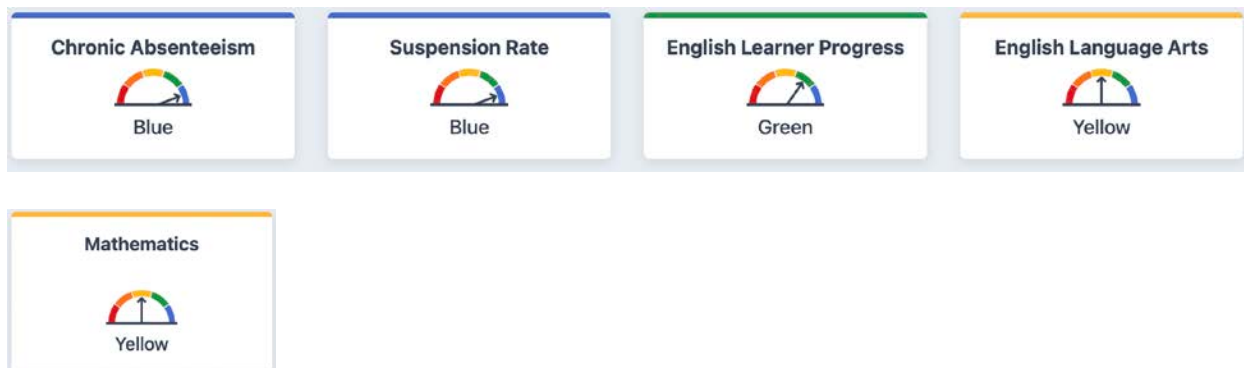 Chronic Absenteeism
Blue
Suspension Rate
Blue
English Learner Progress
Green
English Language Arts
Yellow
Mathematics
Yellow